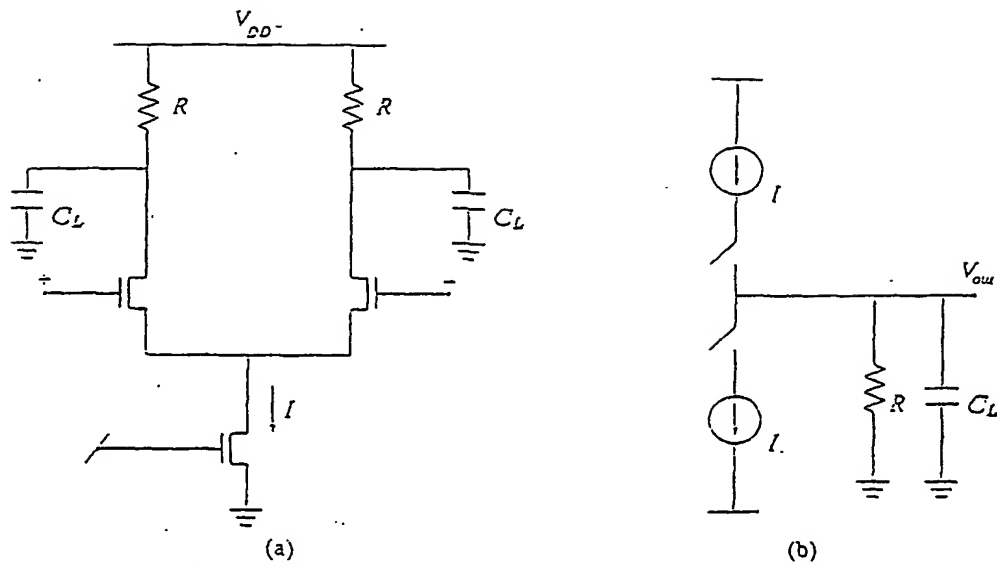 V_DD
R R
C_L C_L
+ -
I
(a)
I
V_out
R C_L
I
(b)